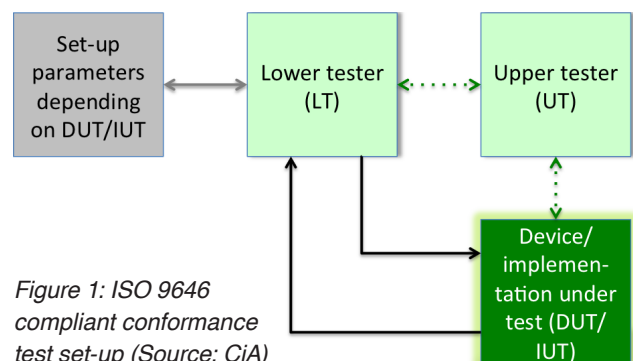 Set-up
parameters
depending
on DUT/IUT
Lower tester
(LT)
Upper tester
(UT)
Device/
implemen-
tation under
test (DUT/
IUT)
Figure 1: ISO 9646
compliant conformance
test set-up (Source: CiA)